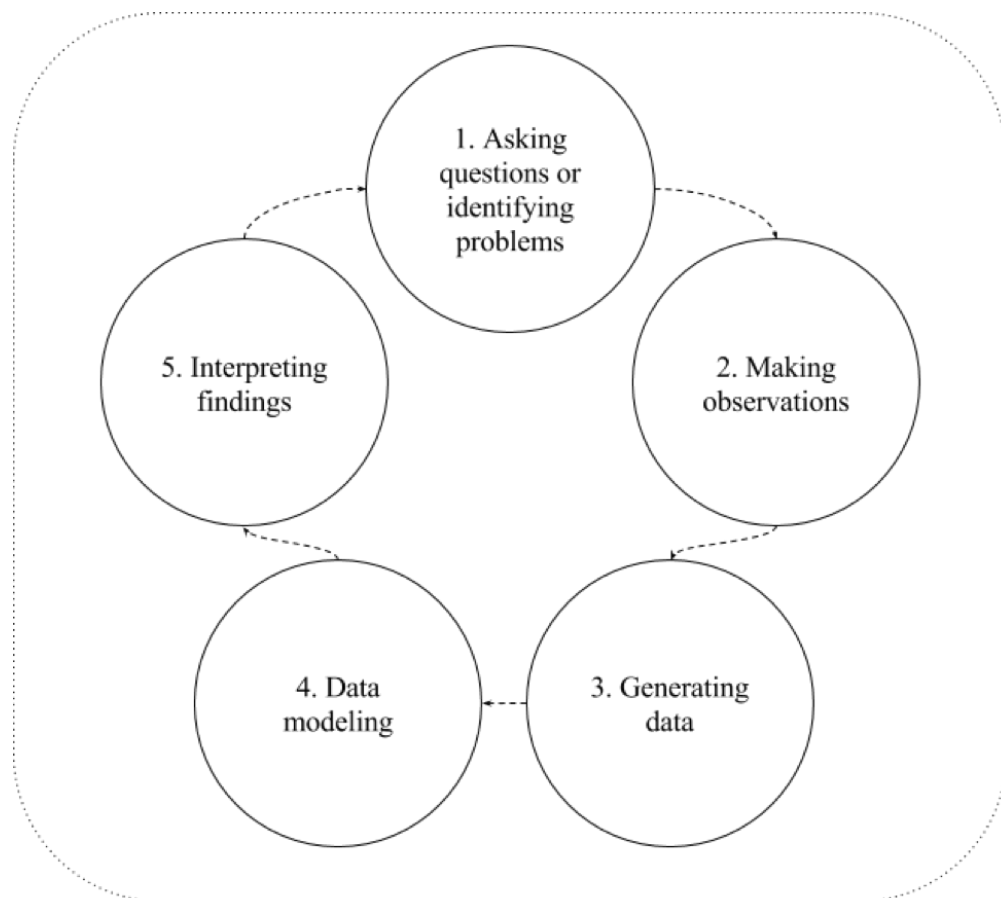 1. Asking
questions or
identifying
problems
2. Making
observations
3. Generating
data
4. Data
modeling
5. Interpreting
findings